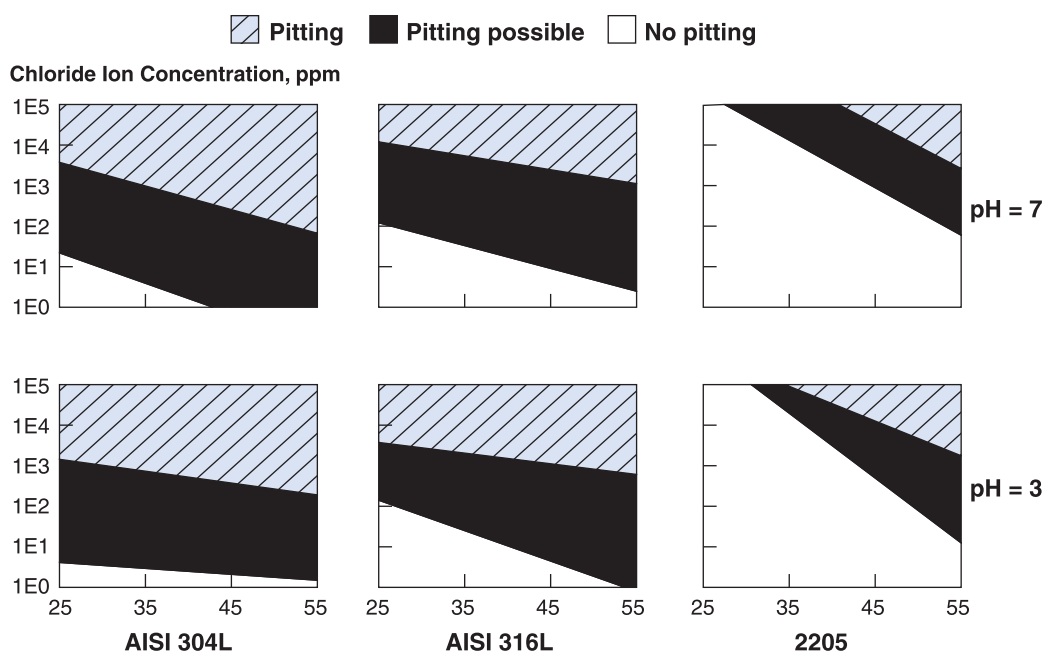 Pitting Pitting possible No pitting
Chloride Ion Concentration, ppm
1E5
1E4
1E3
1E2
1E1
1E0
pH = 7
1E5
1E4
1E3
1E2
1E1
1E0
pH = 3
25 35 45 55 25 35 45 55 25 35 45 55
AISI 304L AISI 316L 2205